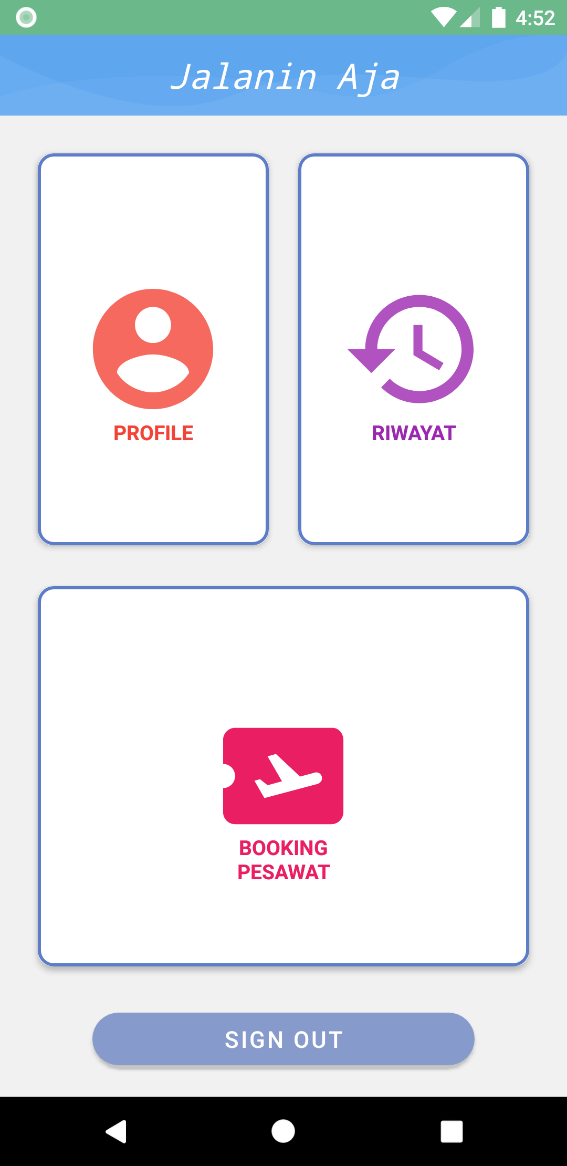 4:52
Jalanin Aja
PROFILE
RIWAYAT
BOOKING
PESAWAT
SIGN OUT